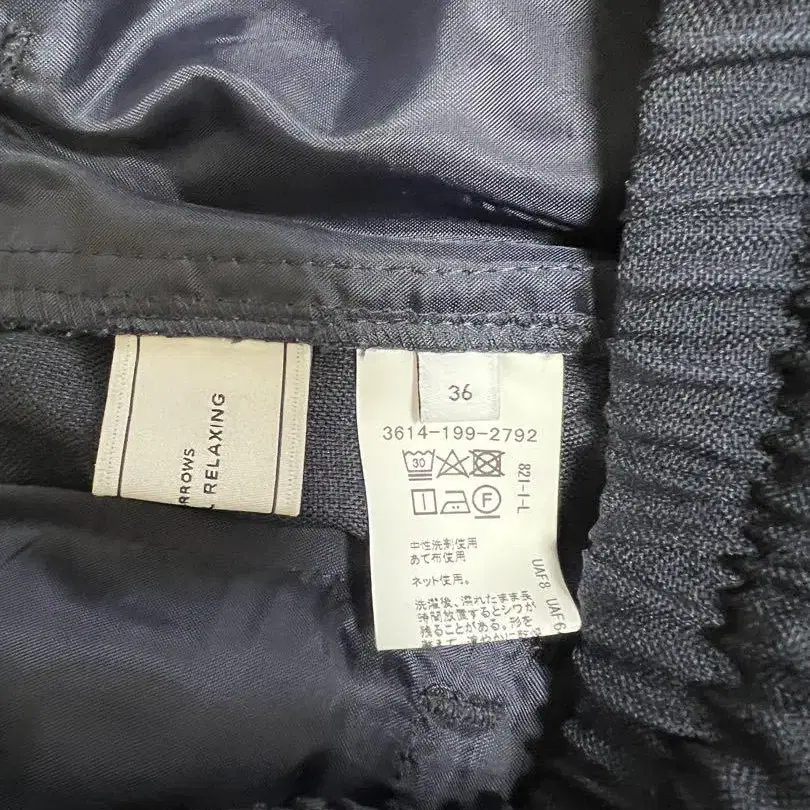 ARROWS
RELAXING
36
3614-199-2792
30
F
821-I-L
中性洗剤使用
あて布使用
ネット使用。
洗濯後、濡れたまま長
時間放置するとシワが
残ることがある。形を
UAF8 UAF6